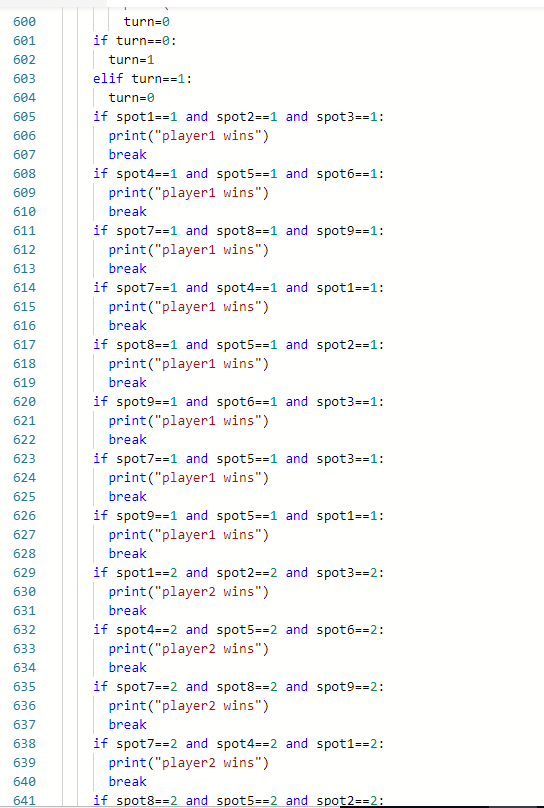 600 turn=0
601 if turn==0:
602 turn=1
603 elif turn==1:
604 turn=0
605 if spot1==1 and spot2==1 and spot3==1:
606 print("player1 wins")
607 break
608 if spot4==1 and spot5==1 and spot6==1:
609 print("player1 wins")
610 break
611 if spot7==1 and spot8==1 and spot9==1:
612 print("player1 wins")
613 break
614 if spot7==1 and spot4==1 and spot1==1:
615 print("player1 wins")
616 break
617 if spot8==1 and spot5==1 and spot2==1:
618 print("player1 wins")
619 break
620 if spot9==1 and spot6==1 and spot3==1:
621 print("player1 wins")
622 break
623 if spot7==1 and spot5==1 and spot3==1:
624 print("player1 wins")
625 break
626 if spot9==1 and spot5==1 and spot1==1:
627 print("player1 wins")
628 break
629 if spot1==2 and spot2==2 and spot3==2:
630 print("player2 wins")
631 break
632 if spot4==2 and spot5==2 and spot6==2:
633 print("player2 wins")
634 break
635 if spot7==2 and spot8==2 and spot9==2:
636 print("player2 wins")
637 break
638 if spot7==2 and spot4==2 and spot1==2:
639 print("player2 wins")
640 break
641 if spot8==2 and spot5==2 and spot2==2: